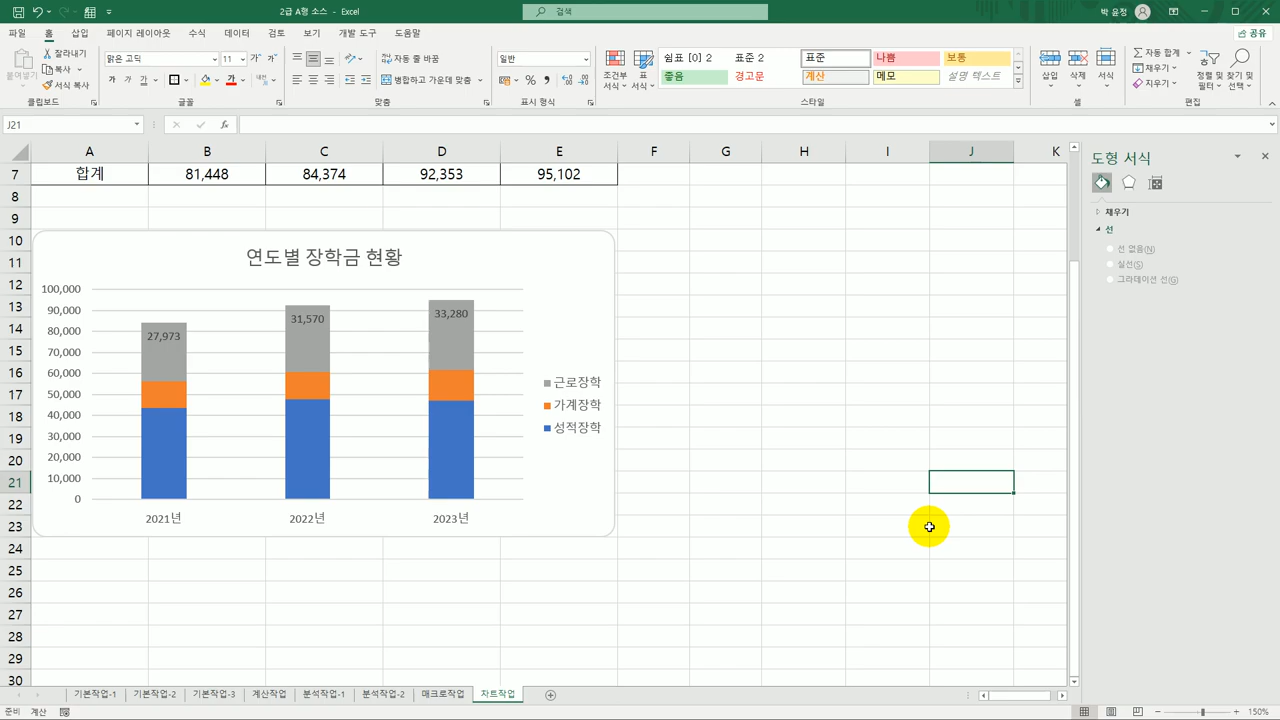 2급 A형 소스 - Excel
검색
박 윤정
파일 홈 삽입 페이지 레이아웃 수식 데이터 검토 보기 개발 도구 도움말
공유
붙여넣기
잘라내기
복사
서식 복사
클립보드
맑은 고딕 11
가 가 가
글꼴
자동 줄 바꿈
병합하고 가운데 맞춤
맞춤
일반
표시 형식
조건부 서식
표 서식
쉼표 [0] 2 표준 2 표준 나쁨 보통
좋음 경고문 계산 메모 설명 텍스트
스타일
삽입 삭제 서식
셀
자동 합계
채우기
지우기
정렬 및 필터
찾기 및 선택
편집
J21
fx
A B C D E F G H I J K
7 합계 81,448 84,374 92,353 95,102
8
9
10
11
12
13
14
15
16
17
18
19
20
21
22
23
24
25
26
27
28
29
30
연도별 장학금 현황
100,000
90,000
80,000
70,000
60,000
50,000
40,000
30,000
20,000
10,000
0
27,973 31,570 33,280
2021년 2022년 2023년
근로장학
가계장학
성적장학
도형 서식
채우기
선
선 없음(N)
실선(S)
그라데이션 선(G)
기본작업-1 기본작업-2 기본작업-3 계산작업 분석작업-1 분석작업-2 매크로작업 차트작업
준비 계산
150%